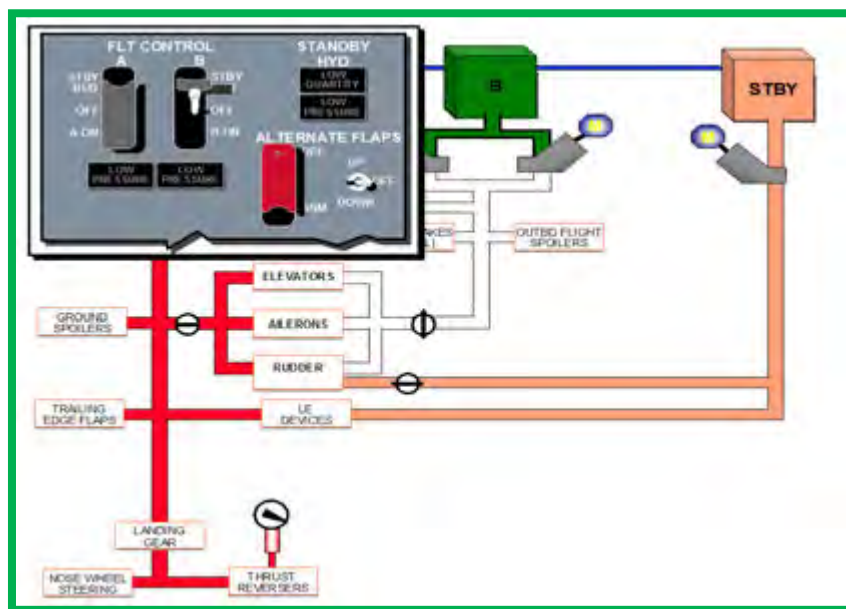 FLT CONTROL
A
B
STANDBY
HYD
STBY
RUD
OFF
A ON
STBY
OFF
B ON
LOW
QUANTITY
LOW
PRESSURE
ALTERNATE FLAPS
OFF
ARM
UP
OFF
DOWN
LOW
PRESSURE
LOW
PRESSURE
B
STBY
OUTBD FLIGHT
SPOILERS
ELEVATORS
GROUND
SPOILERS
AILERONS
RUDDER
TRAILING
EDGE FLAPS
LE
DEVICES
LANDING
GEAR
NOSE WHEEL
STEERING
THRUST
REVERSERS